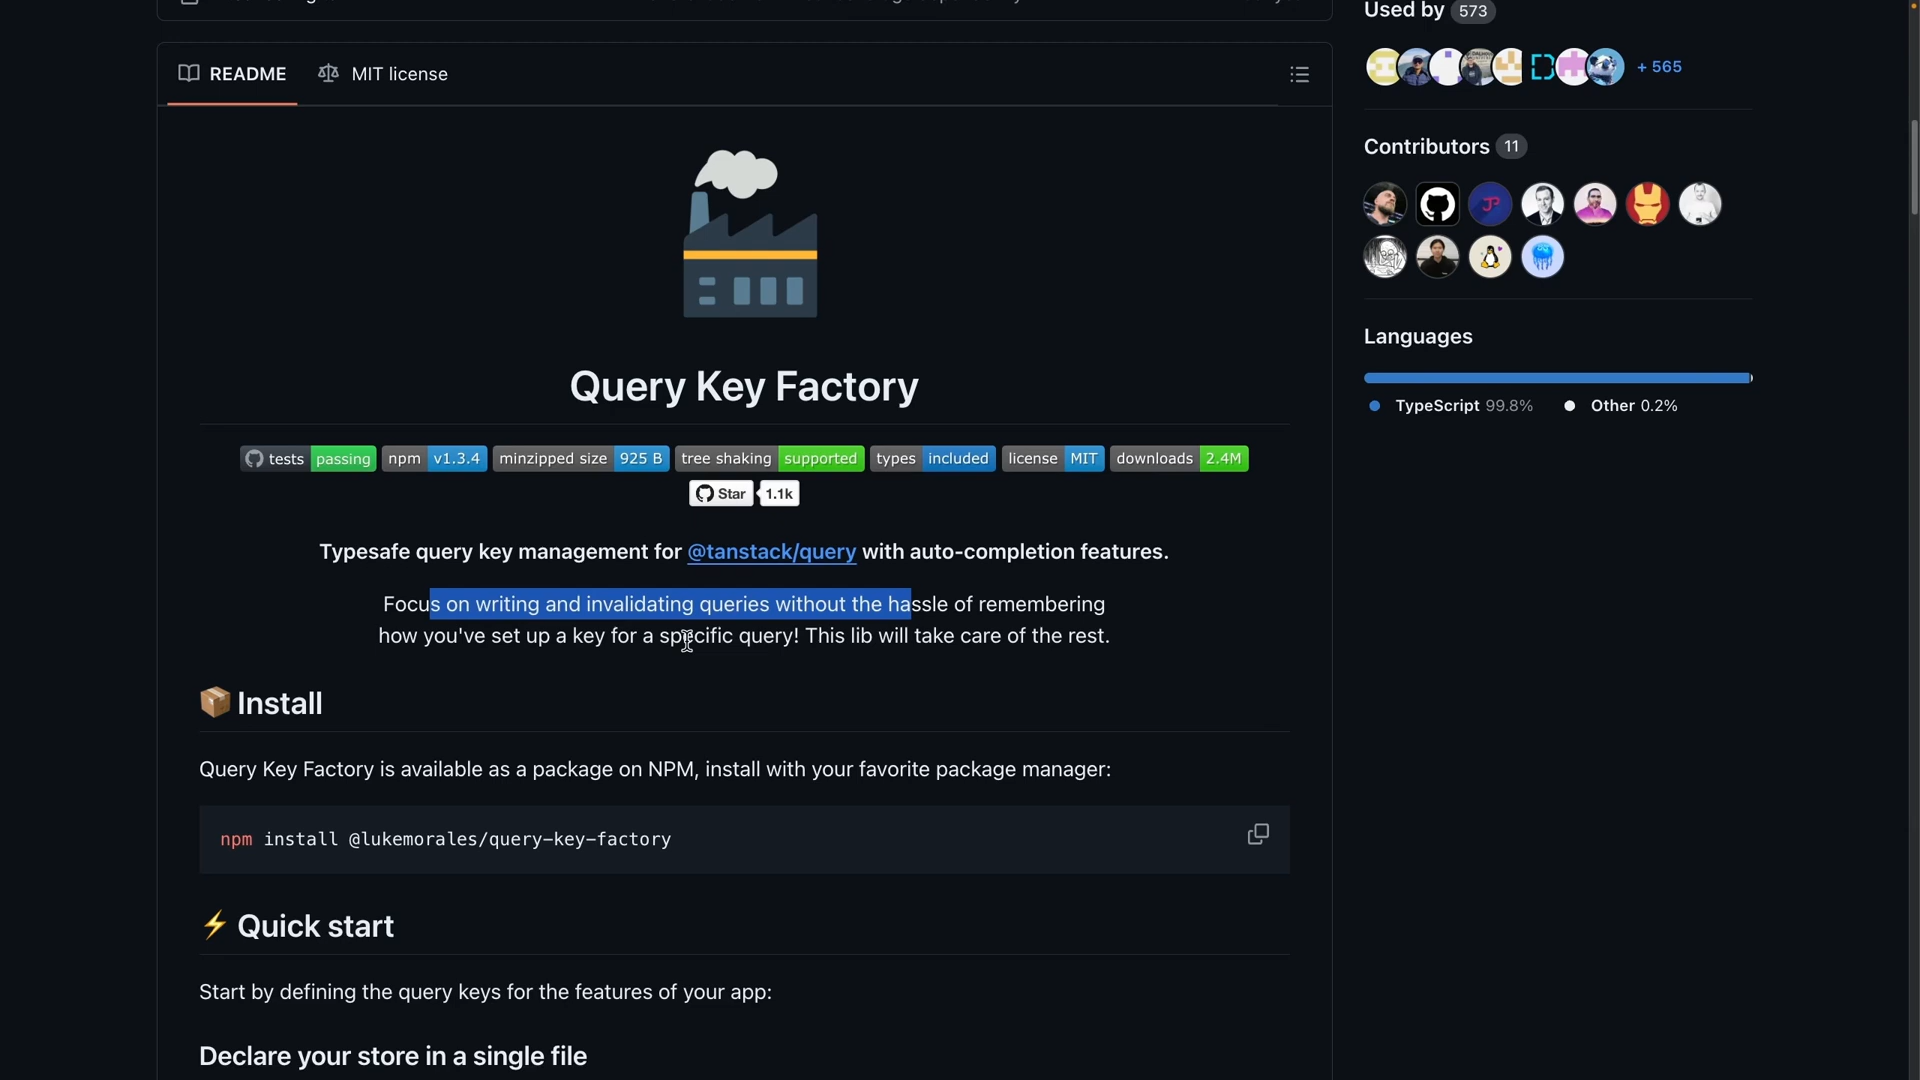 Used by 573
README MIT license
+ 565
Contributors 11
JP
Languages
TypeScript 99.8% Other 0.2%
Query Key Factory
tests passing npm v1.3.4 minzipped size 925 B tree shaking supported types included license MIT downloads 2.4M
Star 1.1k
Typesafe query key management for @tanstack/query with auto-completion features.
Focus on writing and invalidating queries without the hassle of remembering
how you've set up a key for a specific query! This lib will take care of the rest.
Install
Query Key Factory is available as a package on NPM, install with your favorite package manager:
npm install @lukemorales/query-key-factory
Quick start
Start by defining the query keys for the features of your app:
Declare your store in a single file